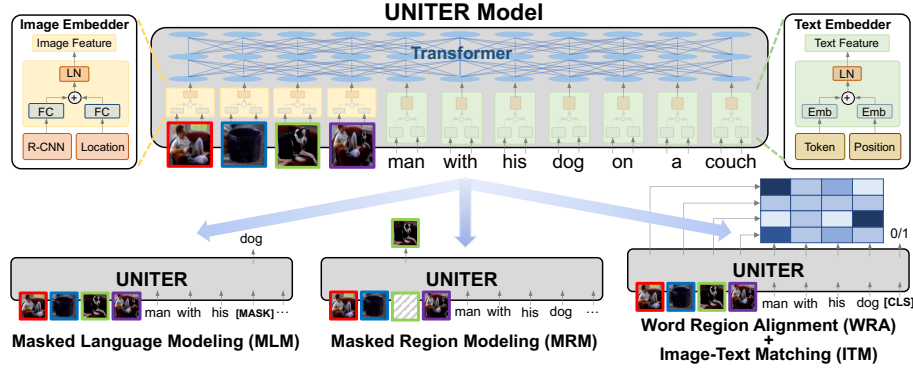 UNITER Model
Image Embedder
Image Feature
LN
+
FC FC
R-CNN Location
Transformer
man with his dog on a couch
Text Embedder
Text Feature
LN
+
Emb Emb
Token Position
dog
UNITER
man with his [MASK] ...
Masked Language Modeling (MLM)
UNITER
man with his dog ...
Masked Region Modeling (MRM)
0/1
UNITER
man with his dog [CLS]
Word Region Alignment (WRA)
+
Image-Text Matching (ITM)